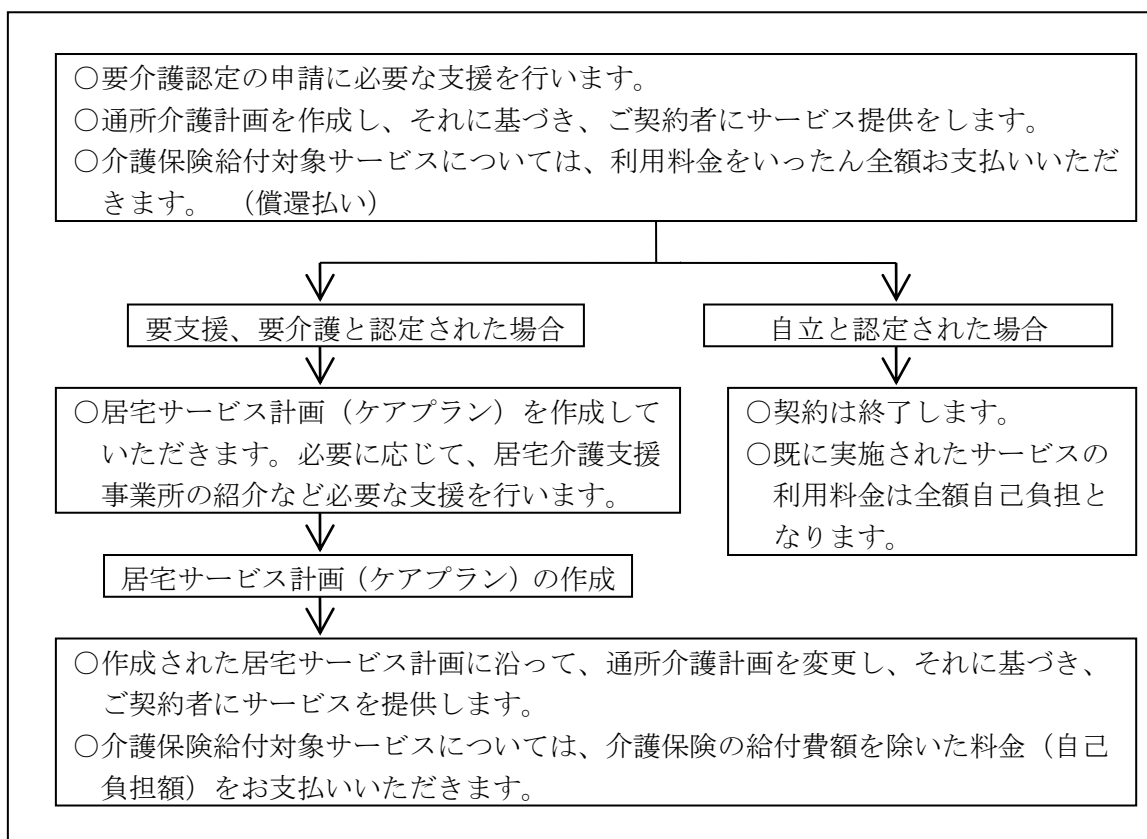 ○要介護認定の申請に必要な支援を行います。
○通所介護計画を作成し、それに基づき、ご契約者にサービス提供をします。
○介護保険給付対象サービスについては、利用料金をいったん全額お支払いいただ
きます。 （償還払い）
要支援、要介護と認定された場合
自立と認定された場合
○居宅サービス計画（ケアプラン）を作成して
いただきます。必要に応じて、居宅介護支援
事業所の紹介など必要な支援を行います。
○契約は終了します。
○既に実施されたサービスの
利用料金は全額自己負担と
なります。
居宅サービス計画（ケアプラン）の作成
○作成された居宅サービス計画に沿って、通所介護計画を変更し、それに基づき、
ご契約者にサービスを提供します。
○介護保険給付対象サービスについては、介護保険の給付費額を除いた料金（自己
負担額）をお支払いいただきます。